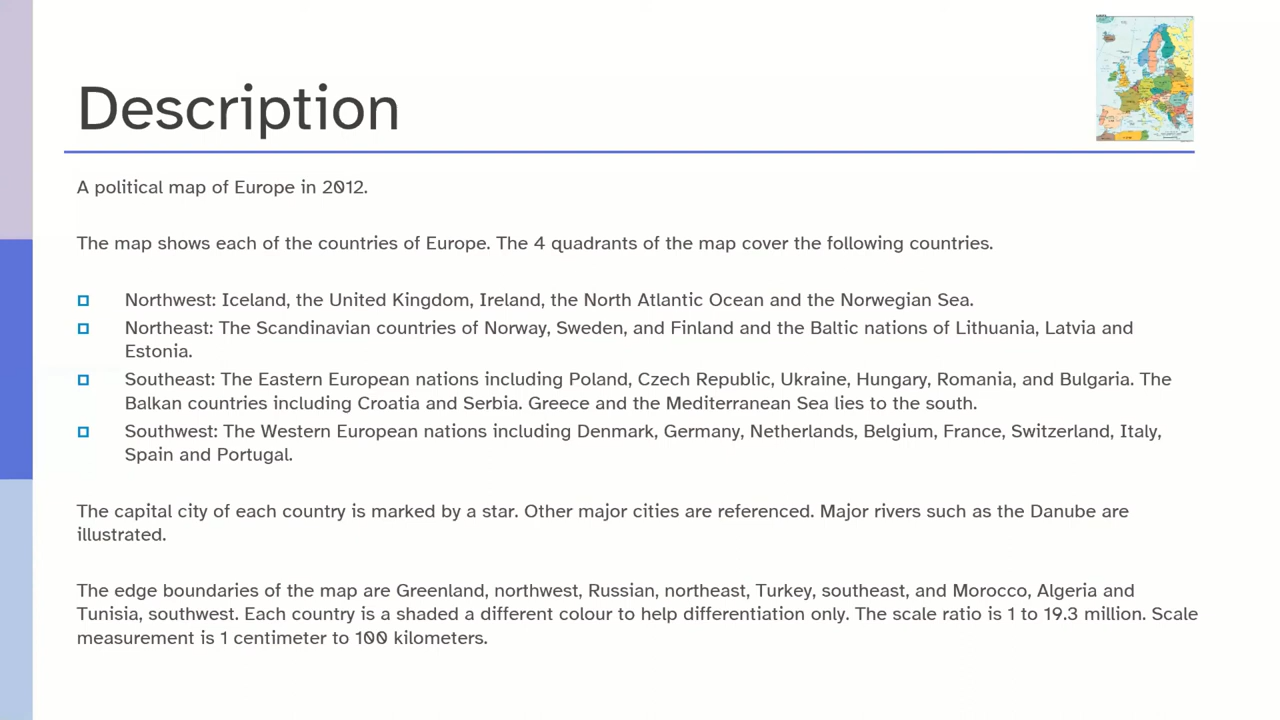 Description
A political map of Europe in 2012.
The map shows each of the countries of Europe. The 4 quadrants of the map cover the following countries.
Northwest: Iceland, the United Kingdom, Ireland, the North Atlantic Ocean and the Norwegian Sea.
Northeast: The Scandinavian countries of Norway, Sweden, and Finland and the Baltic nations of Lithuania, Latvia and
Estonia.
Southeast: The Eastern European nations including Poland, Czech Republic, Ukraine, Hungary, Romania, and Bulgaria. The
Balkan countries including Croatia and Serbia. Greece and the Mediterranean Sea lies to the south.
Southwest: The Western European nations including Denmark, Germany, Netherlands, Belgium, France, Switzerland, Italy,
Spain and Portugal.
The capital city of each country is marked by a star. Other major cities are referenced. Major rivers such as the Danube are
illustrated.
The edge boundaries of the map are Greenland, northwest, Russian, northeast, Turkey, southeast, and Morocco, Algeria and
Tunisia, southwest. Each country is a shaded a different colour to help differentiation only. The scale ratio is 1 to 19.3 million. Scale
measurement is 1 centimeter to 100 kilometers.